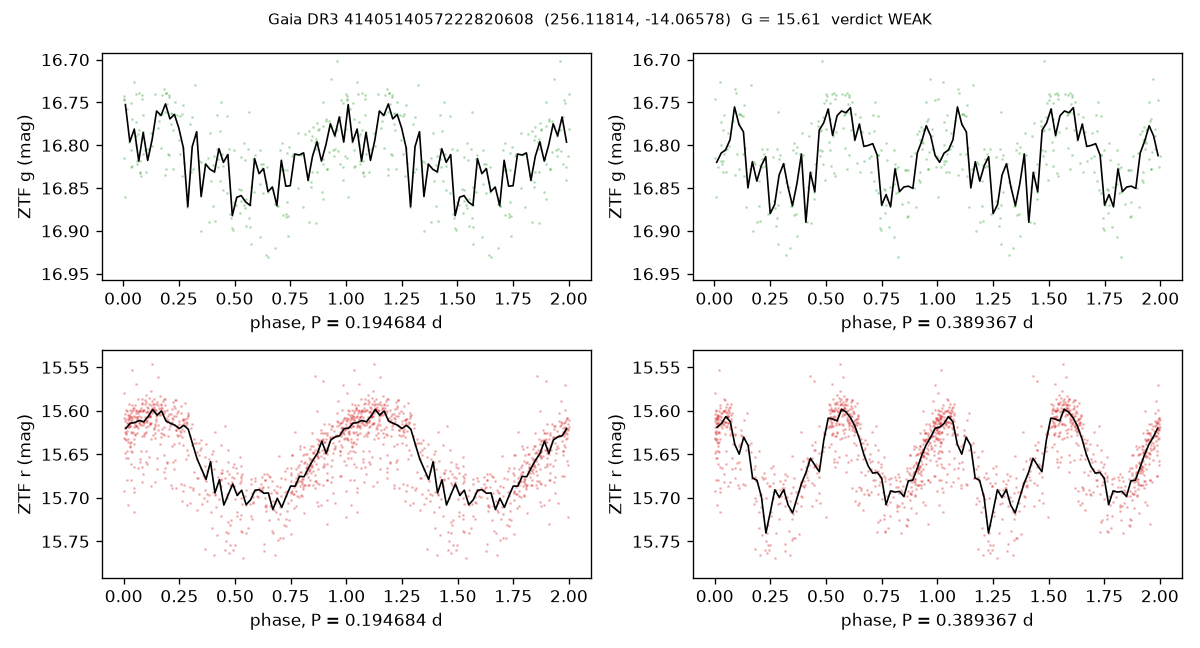 Gaia DR3 4140514057222820608  (256.11814, -14.06578)  G = 15.61  verdict WEAK
ZTF g (mag)
16.70
16.75
16.80
16.85
16.90
16.95
0.00 0.25 0.50 0.75 1.00 1.25 1.50 1.75 2.00
phase, P = 0.194684 d
ZTF g (mag)
16.70
16.75
16.80
16.85
16.90
16.95
0.00 0.25 0.50 0.75 1.00 1.25 1.50 1.75 2.00
phase, P = 0.389367 d
ZTF r (mag)
15.55
15.60
15.65
15.70
15.75
0.00 0.25 0.50 0.75 1.00 1.25 1.50 1.75 2.00
phase, P = 0.194684 d
ZTF r (mag)
15.55
15.60
15.65
15.70
15.75
0.00 0.25 0.50 0.75 1.00 1.25 1.50 1.75 2.00
phase, P = 0.389367 d